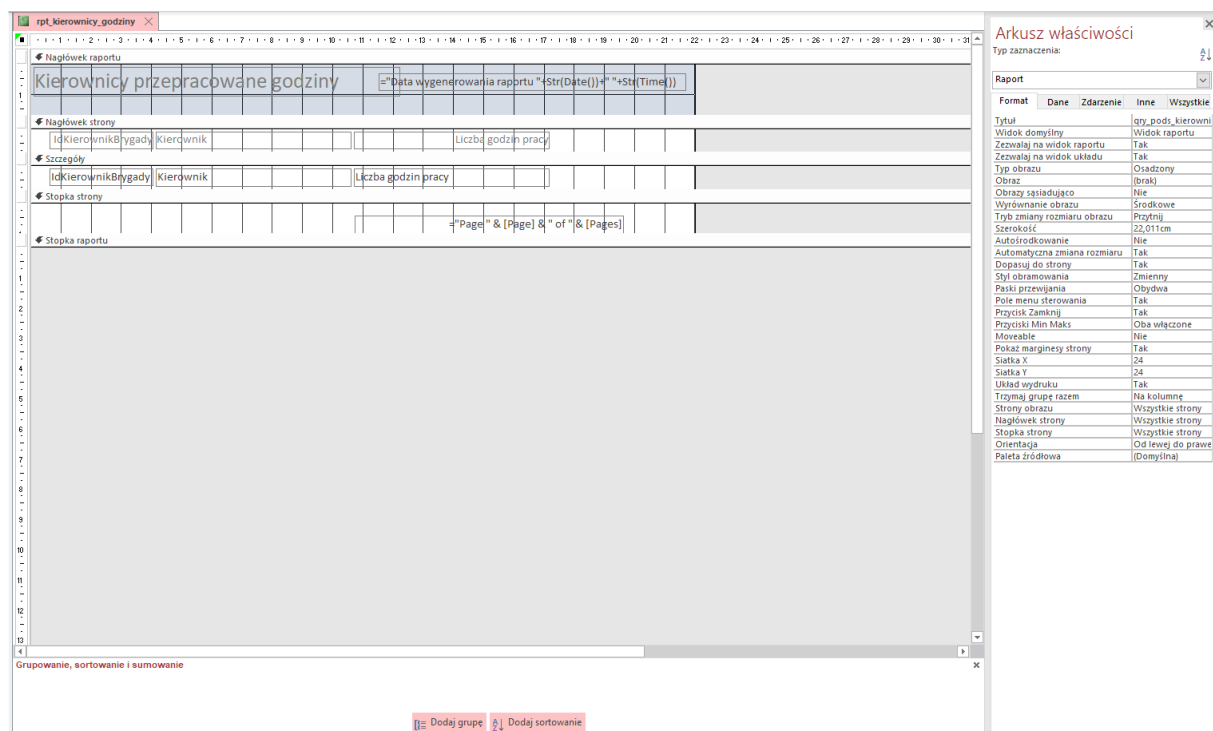 rpt_kierownicy_godziny
Nagłówek raportu
Kierownicy przepracowane godziny
="Data wygenerowania raportu "+Str(Date())+" "+Str(Time())
Nagłówek strony
IdKierownikBrygady Kierownik Liczba godzin pracy
Szczegóły
IdKierownikBrygady Kierownik Liczba godzin pracy
Stopka strony
="Page " & [Page] & " of " & [Pages]
Stopka raportu
Grupowanie, sortowanie i sumowanie
Dodaj grupę Dodaj sortowanie
Arkusz właściwości
Typ zaznaczenia:
Raport
Format Dane Zdarzenie Inne Wszystkie
Tytuł qry_pods_kierowni
Widok domyślny Widok raportu
Zezwalaj na widok raportu Tak
Zezwalaj na widok układu Tak
Typ obrazu Osadzony
Obraz (brak)
Obrazy sąsiadująco Nie
Wyrównanie obrazu Środkowe
Tryb zmiany rozmiaru obrazu Przytnij
Szerokość 22,011cm
Autośrodkowanie Nie
Automatyczna zmiana rozmiaru Tak
Dopasuj do strony Tak
Styl obramowania Zmienny
Paski przewijania Obydwa
Pole menu sterowania Tak
Przycisk Zamknij Tak
Przyciski Min Maks Oba włączone
Moveable Nie
Pokaż marginesy strony Tak
Siatka X 24
Siatka Y 24
Układ wydruku Tak
Trzymaj grupę razem Na kolumnę
Strony obrazu Wszystkie strony
Nagłówek strony Wszystkie strony
Stopka strony Wszystkie strony
Orientacja Od lewej do prawe
Paleta źródłowa (Domyślna)